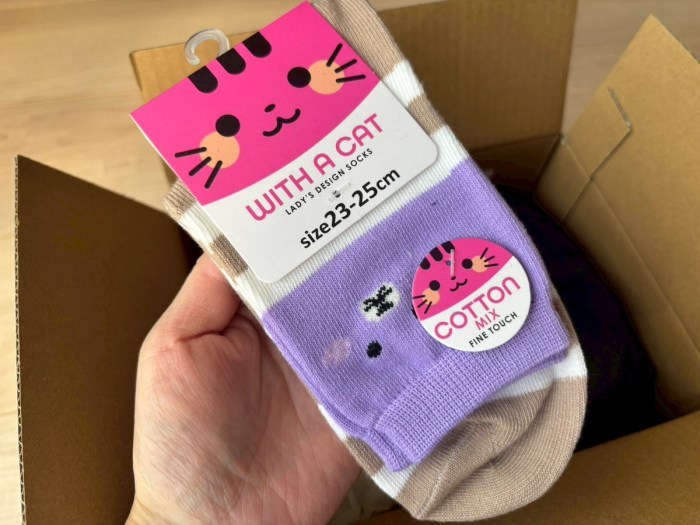 WITH A CAT
LADY'S DESIGN SOCKS
size23-25cm
COTTON
MIX
FINE TOUCH